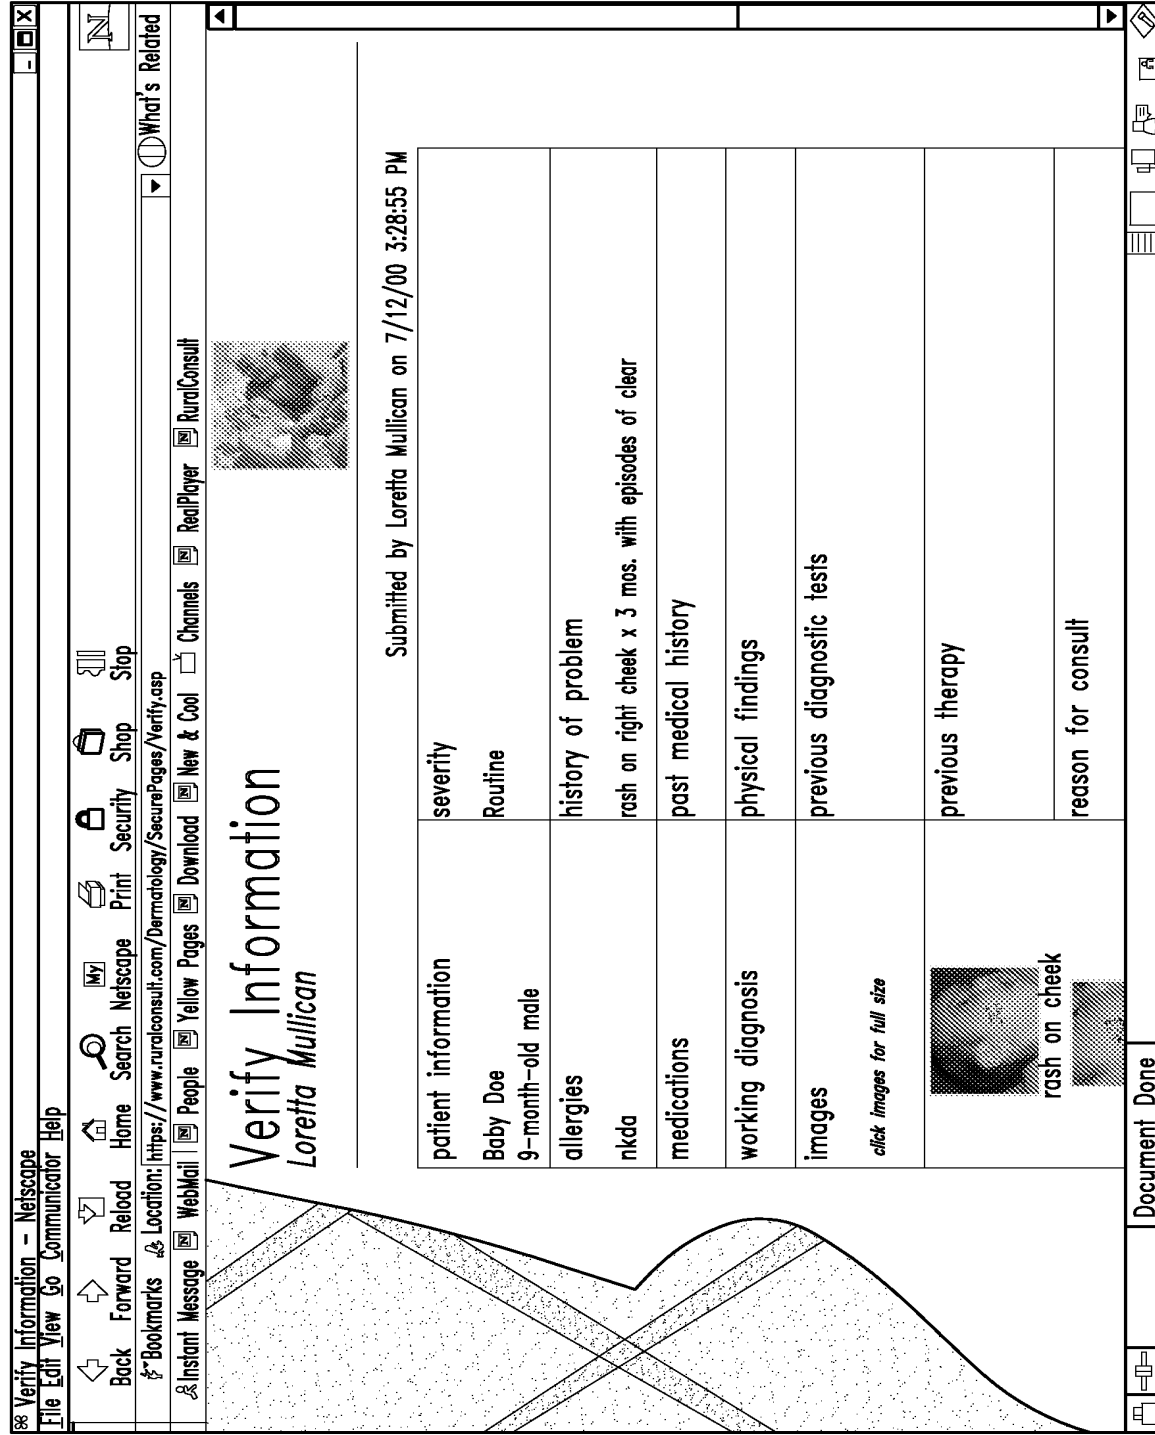 Verify Information - Netscape
File Edit View Go Communicator Help
Back Forward Reload Home Search Netscape Print Security Shop Stop
My
N
Bookmarks Location: https://www.ruralconsult.com/Dermatology/SecurePages/Verify.asp What's Related
Instant Message WebMail People Yellow Pages Download New & Cool Channels RealPlayer RuralConsult
Verify Information
Loretta Mullican
Submitted by Loretta Mullican on 7/12/00 3:28:55 PM
patient information
Baby Doe
9-month-old male
severity
Routine
allergies
nkda
history of problem
rash on right cheek x 3 mos. with episodes of clear
medications
past medical history
working diagnosis
physical findings
images
click images for full size
previous diagnostic tests
rash on cheek
previous therapy
reason for consult
Document Done